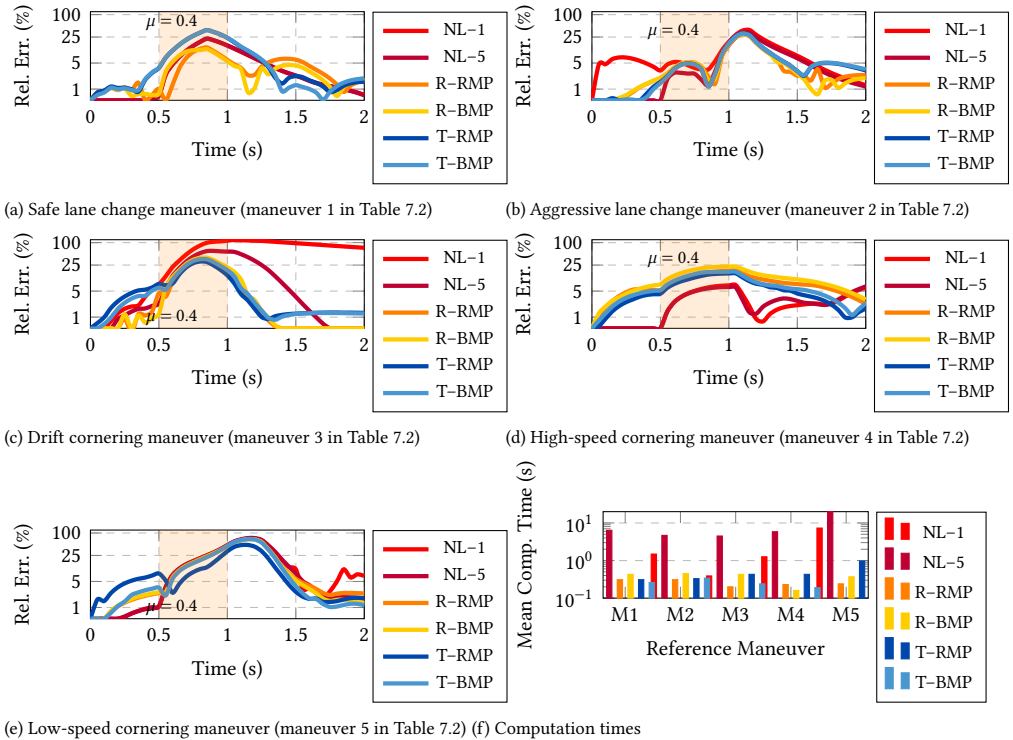 Rel. Err. (%)
100
25
5
1
μ = 0.4
0
0.5
1
1.5
2
Time (s)
NL−1
NL−5
R−RMP
R−BMP
T−RMP
T−BMP
(a) Safe lane change maneuver (maneuver 1 in Table 7.2)
Rel. Err. (%)
100
25
5
1
μ = 0.4
0
0.5
1
1.5
2
Time (s)
NL−1
NL−5
R−RMP
R−BMP
T−RMP
T−BMP
(b) Aggressive lane change maneuver (maneuver 2 in Table 7.2)
Rel. Err. (%)
100
25
5
1
μ = 0.4
0
0.5
1
1.5
2
Time (s)
NL−1
NL−5
R−RMP
R−BMP
T−RMP
T−BMP
(c) Drift cornering maneuver (maneuver 3 in Table 7.2)
Rel. Err. (%)
100
25
5
1
μ = 0.4
0
0.5
1
1.5
2
Time (s)
NL−1
NL−5
R−RMP
R−BMP
T−RMP
T−BMP
(d) High-speed cornering maneuver (maneuver 4 in Table 7.2)
Rel. Err. (%)
100
25
5
1
μ = 0.4
0
0.5
1
1.5
2
Time (s)
NL−1
NL−5
R−RMP
R−BMP
T−RMP
T−BMP
(e) Low-speed cornering maneuver (maneuver 5 in Table 7.2)
Mean Comp. Time (s)
10¹
10⁰
10⁻¹
M1
M2
M3
M4
M5
Reference Maneuver
NL−1
NL−5
R−RMP
R−BMP
T−RMP
T−BMP
(f) Computation times